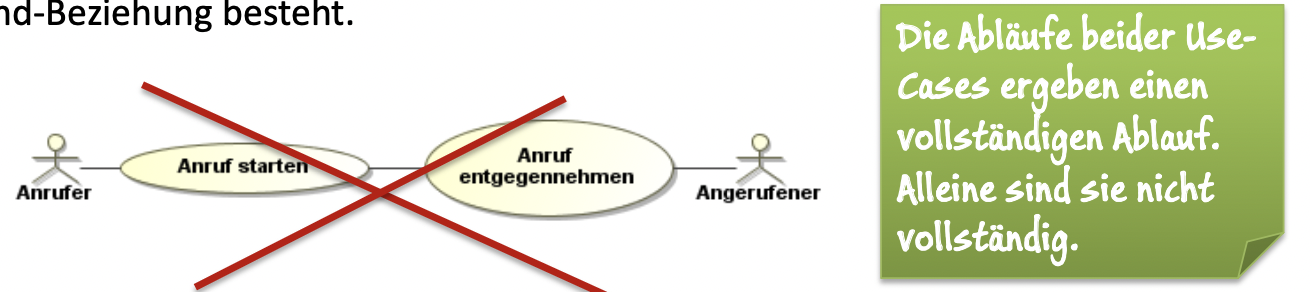 nd-Beziehung besteht.
Die Abläufe beider Use-
Cases ergeben einen
vollständigen Ablauf.
Alleine sind sie nicht
vollständig.
Anruf starten
Anruf
entgegennehmen
Anrufer
Angerufener